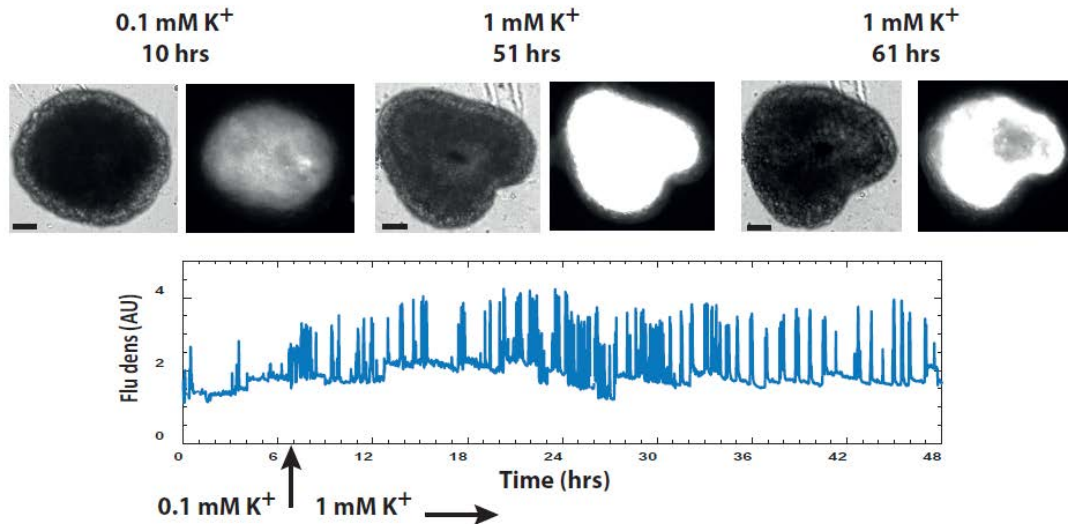 0.1 mM K⁺
10 hrs
1 mM K⁺
51 hrs
1 mM K⁺
61 hrs
Flu dens (AU)
4
2
0
0 6 12 18 24 30 36 42 48
Time (hrs)
0.1 mM K⁺ 1 mM K⁺